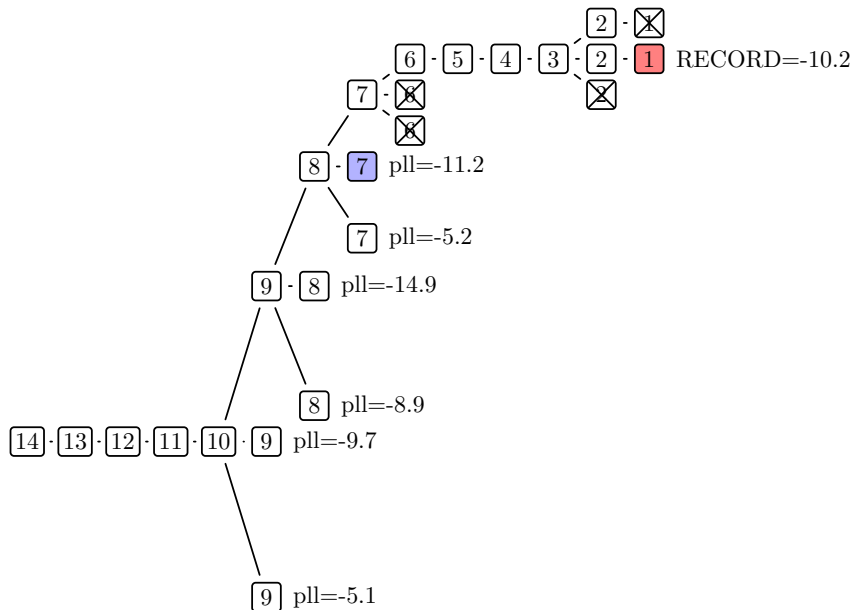 2 1
6 5 4 3 2 1 RECORD=-10.2
7 6 2
6
8 7 pll=-11.2
7 pll=-5.2
9 8 pll=-14.9
8 pll=-8.9
14 13 12 11 10 9 pll=-9.7
9 pll=-5.1